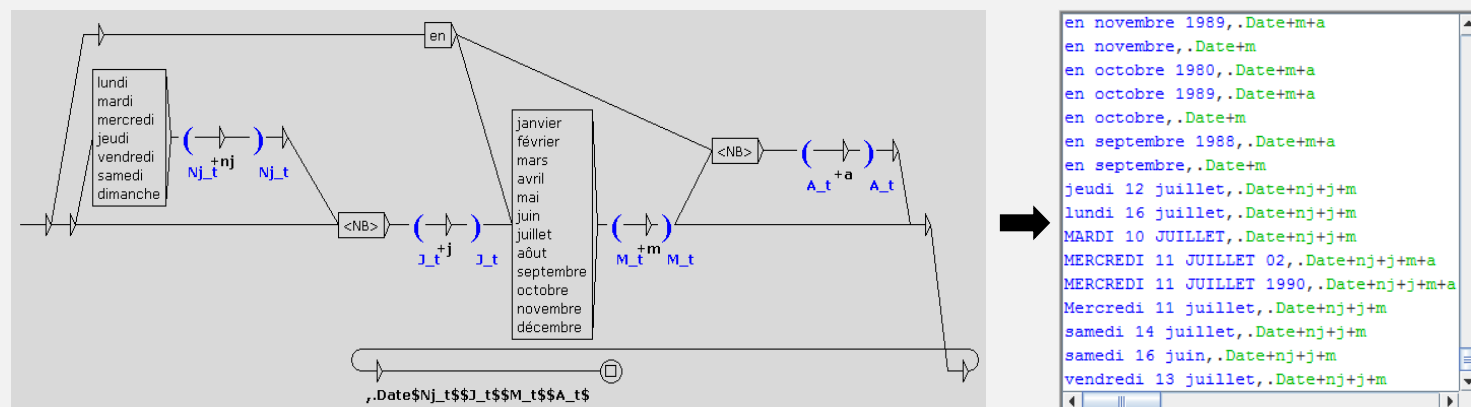 en
lundi
mardi
mercredi
jeudi
vendredi
samedi
dimanche
( ) +nj
Nj_t Nj_t
<NB>
( ) +j
J_t J_t
janvier
février
mars
avril
mai
juin
juillet
aôut
septembre
octobre
novembre
décembre
( ) +m
M_t M_t
<NB>
( ) +a
A_t A_t
,.Date$Nj_t$$J_t$$M_t$$A_t$
en novembre 1989,.Date+m+a
en novembre,.Date+m
en octobre 1980,.Date+m+a
en octobre 1989,.Date+m+a
en octobre,.Date+m
en septembre 1988,.Date+m+a
en septembre,.Date+m
jeudi 12 juillet,.Date+nj+j+m
lundi 16 juillet,.Date+nj+j+m
MARDI 10 JUILLET,.Date+nj+j+m
MERCREDI 11 JUILLET 02,.Date+nj+j+m+a
MERCREDI 11 JUILLET 1990,.Date+nj+j+m+a
Mercredi 11 juillet,.Date+nj+j+m
samedi 14 juillet,.Date+nj+j+m
samedi 16 juin,.Date+nj+j+m
vendredi 13 juillet,.Date+nj+j+m